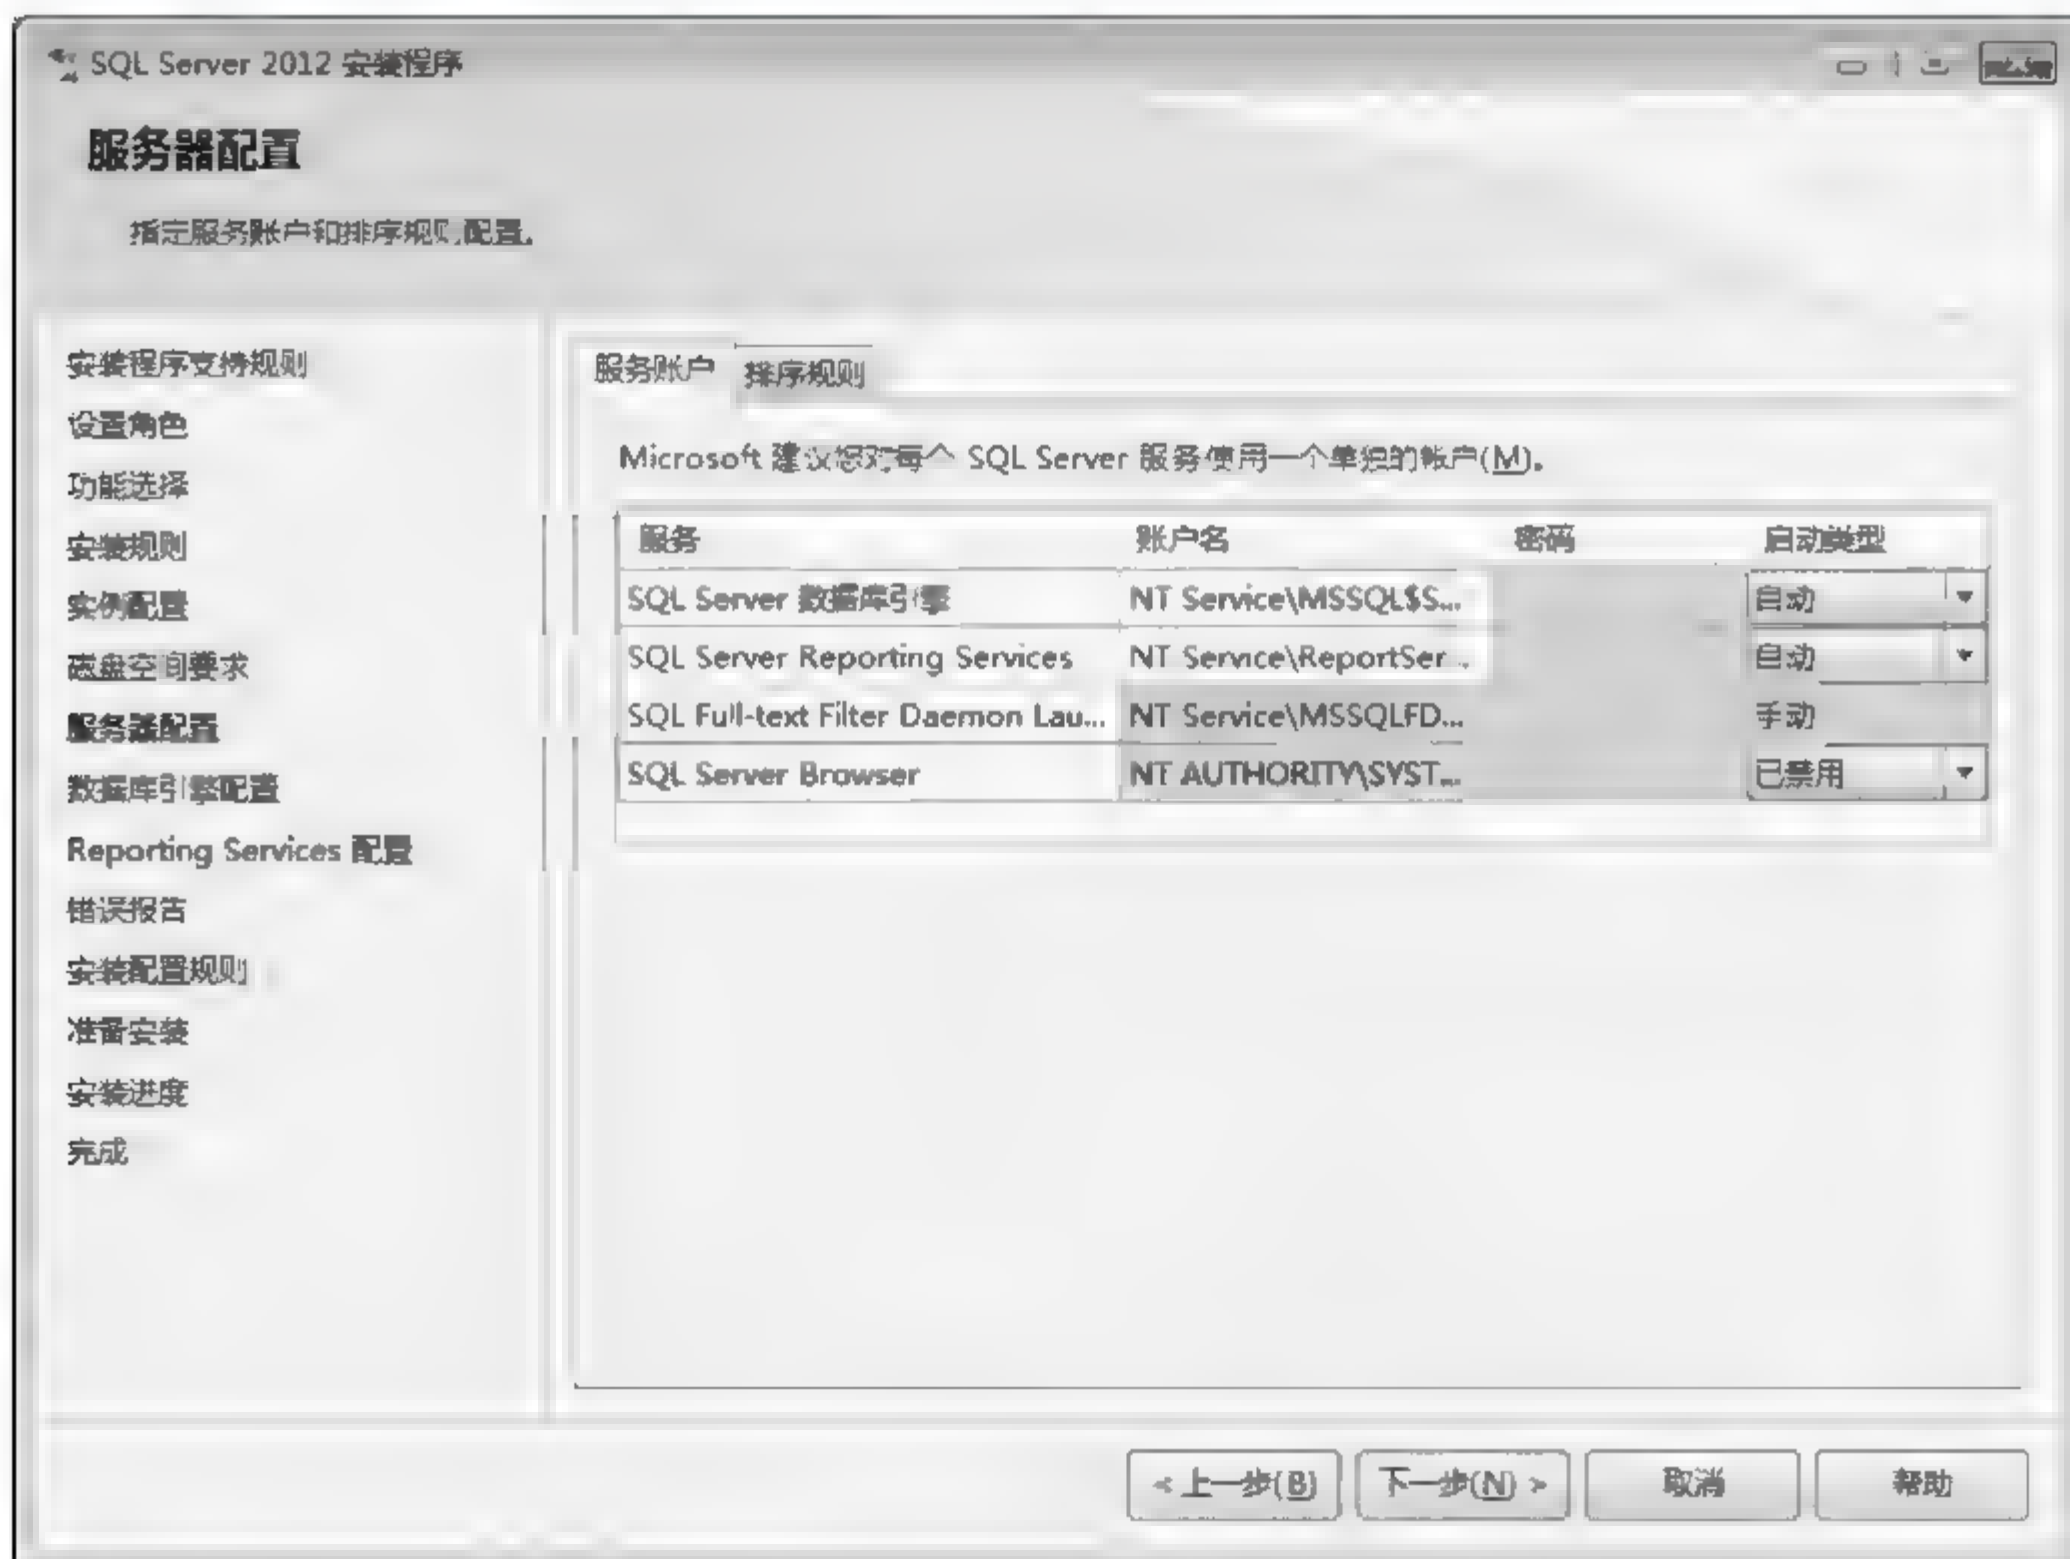 SQL Server 2012 安装程序
服务器配置
指定服务账户和排序规则配置。
安装程序支持规则
设置角色
功能选择
安装规则
实例配置
磁盘空间要求
服务器配置
数据库引擎配置
Reporting Services 配置
错误报告
安装配置规则
准备安装
安装进度
完成
服务账户 排序规则
Microsoft 建议您对每个 SQL Server 服务使用一个单独的帐户(M)。
服务 账户名 密码 启动类型
SQL Server 数据库引擎 NT Service\MSSQL$S... 自动
SQL Server Reporting Services NT Service\ReportSer... 自动
SQL Full-text Filter Daemon Lau... NT Service\MSSQLFD... 手动
SQL Server Browser NT AUTHORITY\SYST... 已禁用
< 上一步(B) 下一步(N) > 取消 帮助